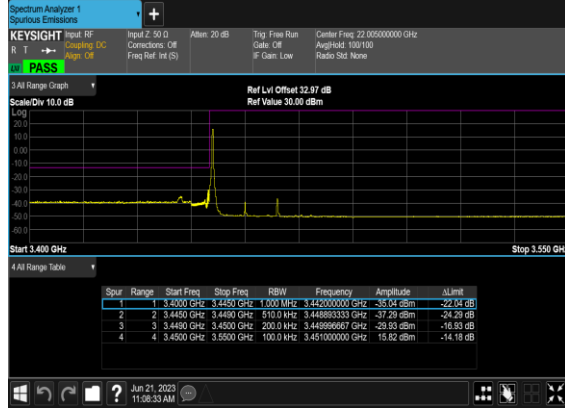 Spectrum Analyzer 1
Spurious Emissions
+
KEYSIGHT Input: RF Input Z: 50 Ω Atten: 20 dB Trig: Free Run Center Freq: 22.005000000 GHz
R T Coupling: DC Corrections: Off Gate: Off Avg|Hold: 100/100
Align: Off Freq Ref: Int (S) IF Gain: Low Radio Std: None
PASS
3 All Range Graph
Ref Lvl Offset 32.97 dB
Scale/Div 10.0 dB Ref Value 30.00 dBm
Log
20.0
10.0
0.00
-10.0
-20.0
-30.0
-40.0
-50.0
-60.0
Start 3.400 GHz Stop 3.550 GH
4 All Range Table
Spur Range Start Freq Stop Freq RBW Frequency Amplitude ΔLimit
1 1 3.4000 GHz 3.4450 GHz 1.000 MHz 3.442000000 GHz -35.04 dBm -22.04 dB
2 2 3.4450 GHz 3.4490 GHz 510.0 kHz 3.448893333 GHz -37.29 dBm -24.29 dB
3 3 3.4490 GHz 3.4500 GHz 200.0 kHz 3.449996667 GHz -29.93 dBm -16.93 dB
4 4 3.4500 GHz 3.5500 GHz 100.0 kHz 3.451000000 GHz 15.82 dBm -14.18 dB
? Jun 21, 2023
11:08:33 AM